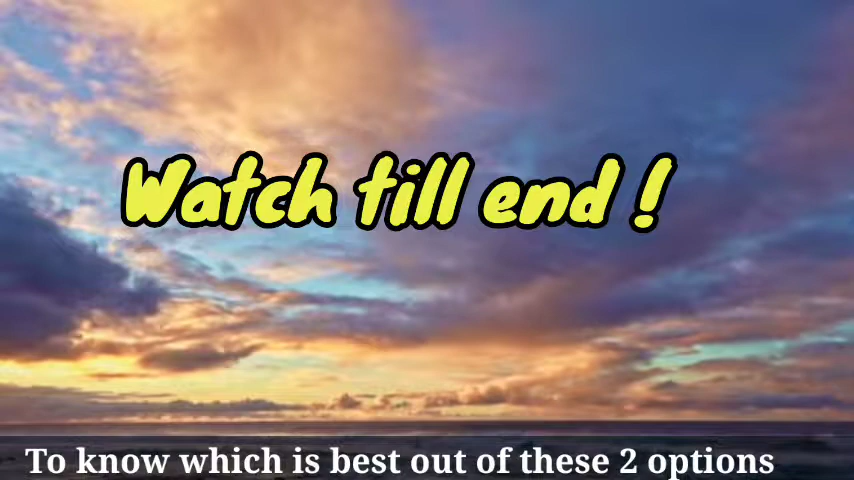 Watch till end !
To know which is best out of these 2 options